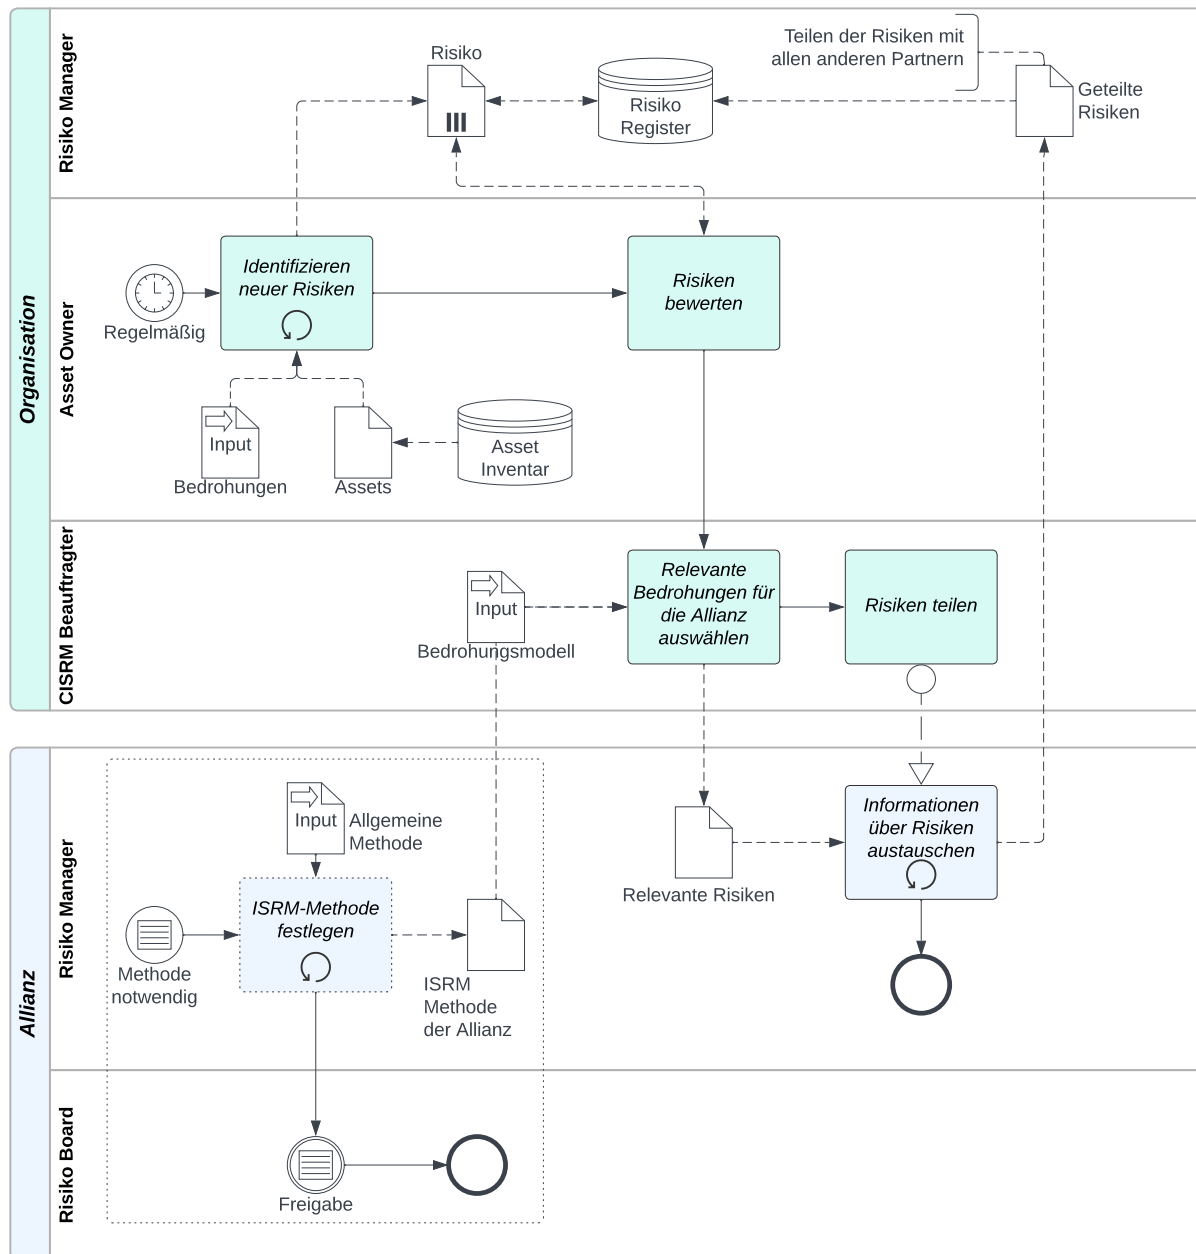 Organisation
Risiko Manager
Risiko
Risiko
Register
Teilen der Risiken mit
allen anderen Partnern
Geteilte
Risiken
Asset Owner
Regelmäßig
Identifizieren
neuer Risiken
Risiken
bewerten
Input
Bedrohungen
Assets
Asset
Inventar
CISRM Beauftragter
Input
Bedrohungsmodell
Relevante
Bedrohungen für
die Allianz
auswählen
Risiken teilen
Allianz
Risiko Manager
Input
Allgemeine
Methode
Methode
notwendig
ISRM-Methode
festlegen
ISRM
Methode
der Allianz
Relevante Risiken
Informationen
über Risiken
austauschen
Risiko Board
Freigabe